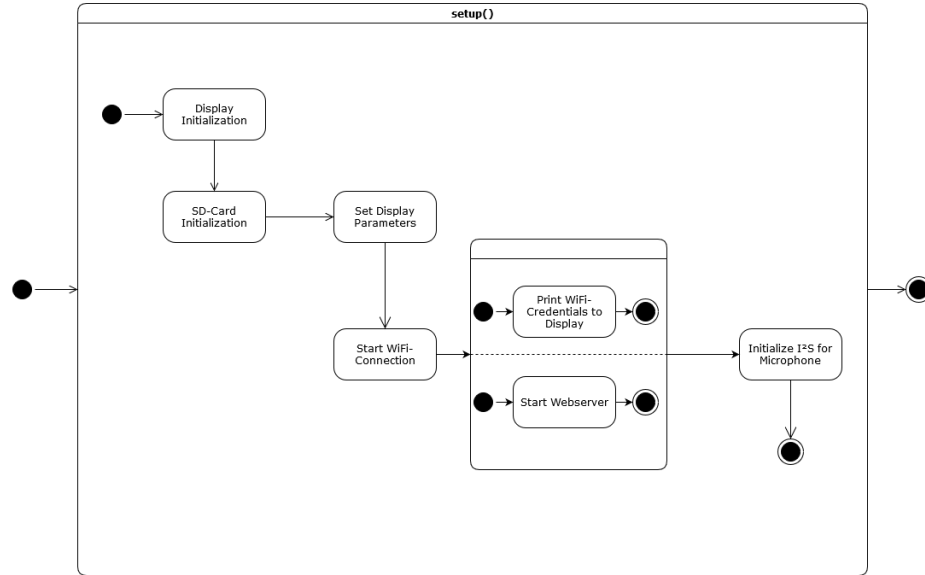 setup()
Display
Initialization
SD-Card
Initialization
Set Display
Parameters
Start WiFi-
Connection
Print WiFi-
Credentials to
Display
Start Webserver
Initialize I²S for
Microphone